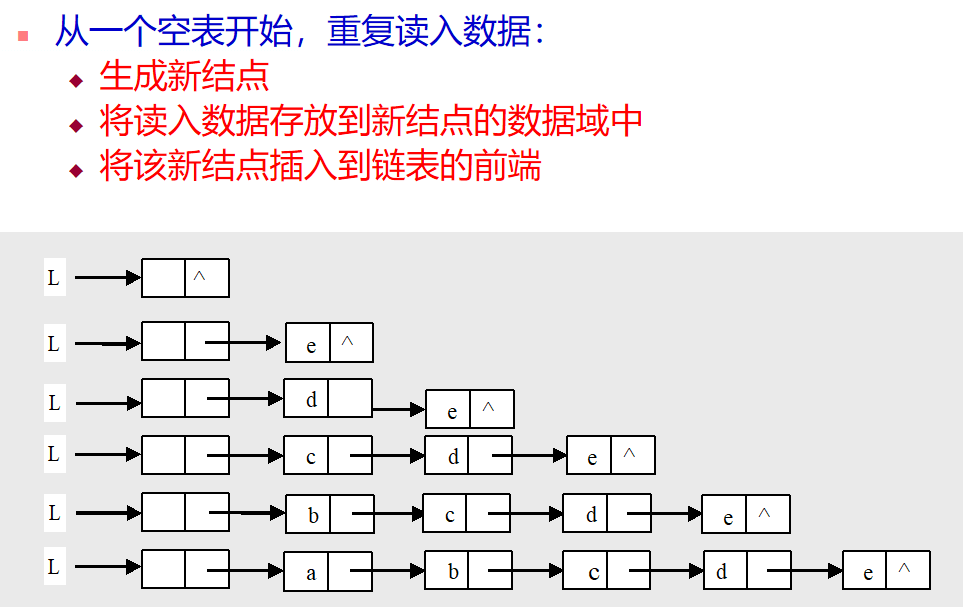 从一个空表开始，重复读入数据：
生成新结点
将读入数据存放到新结点的数据域中
将该新结点插入到链表的前端
L ^
L e ^
L d e ^
L c d e ^
L b c d e ^
L a b c d e ^